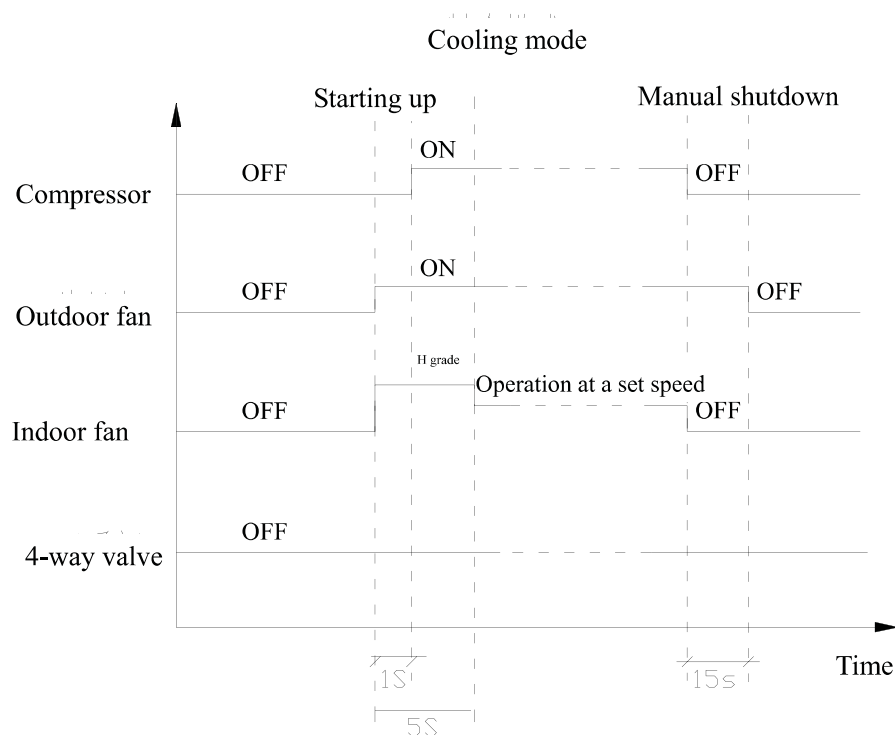 Cooling mode
Starting up
Manual shutdown
ON
OFF
OFF
Compressor
ON
OFF
OFF
Outdoor fan
H grade
Operation at a set speed
OFF
OFF
Indoor fan
OFF
4-way valve
Time
1S
15s
5S